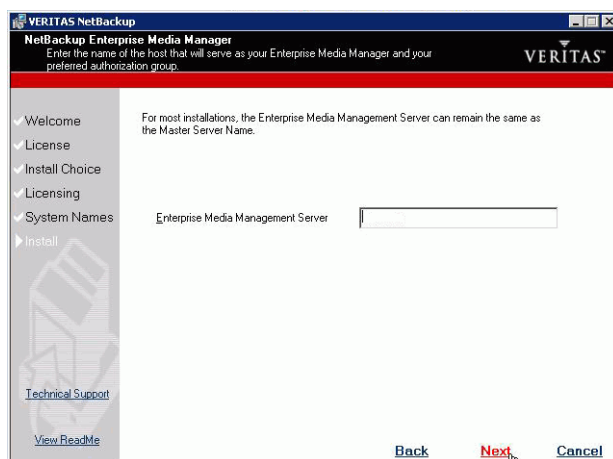 VERITAS NetBackup
NetBackup Enterprise Media Manager
Enter the name of the host that will serve as your Enterprise Media Manager and your
preferred authorization group.
VERITAS™
Welcome
License
Install Choice
Licensing
System Names
Install
For most installations, the Enterprise Media Management Server can remain the same as
the Master Server Name.
Enterprise Media Management Server
Technical Support
View ReadMe
Back Next Cancel